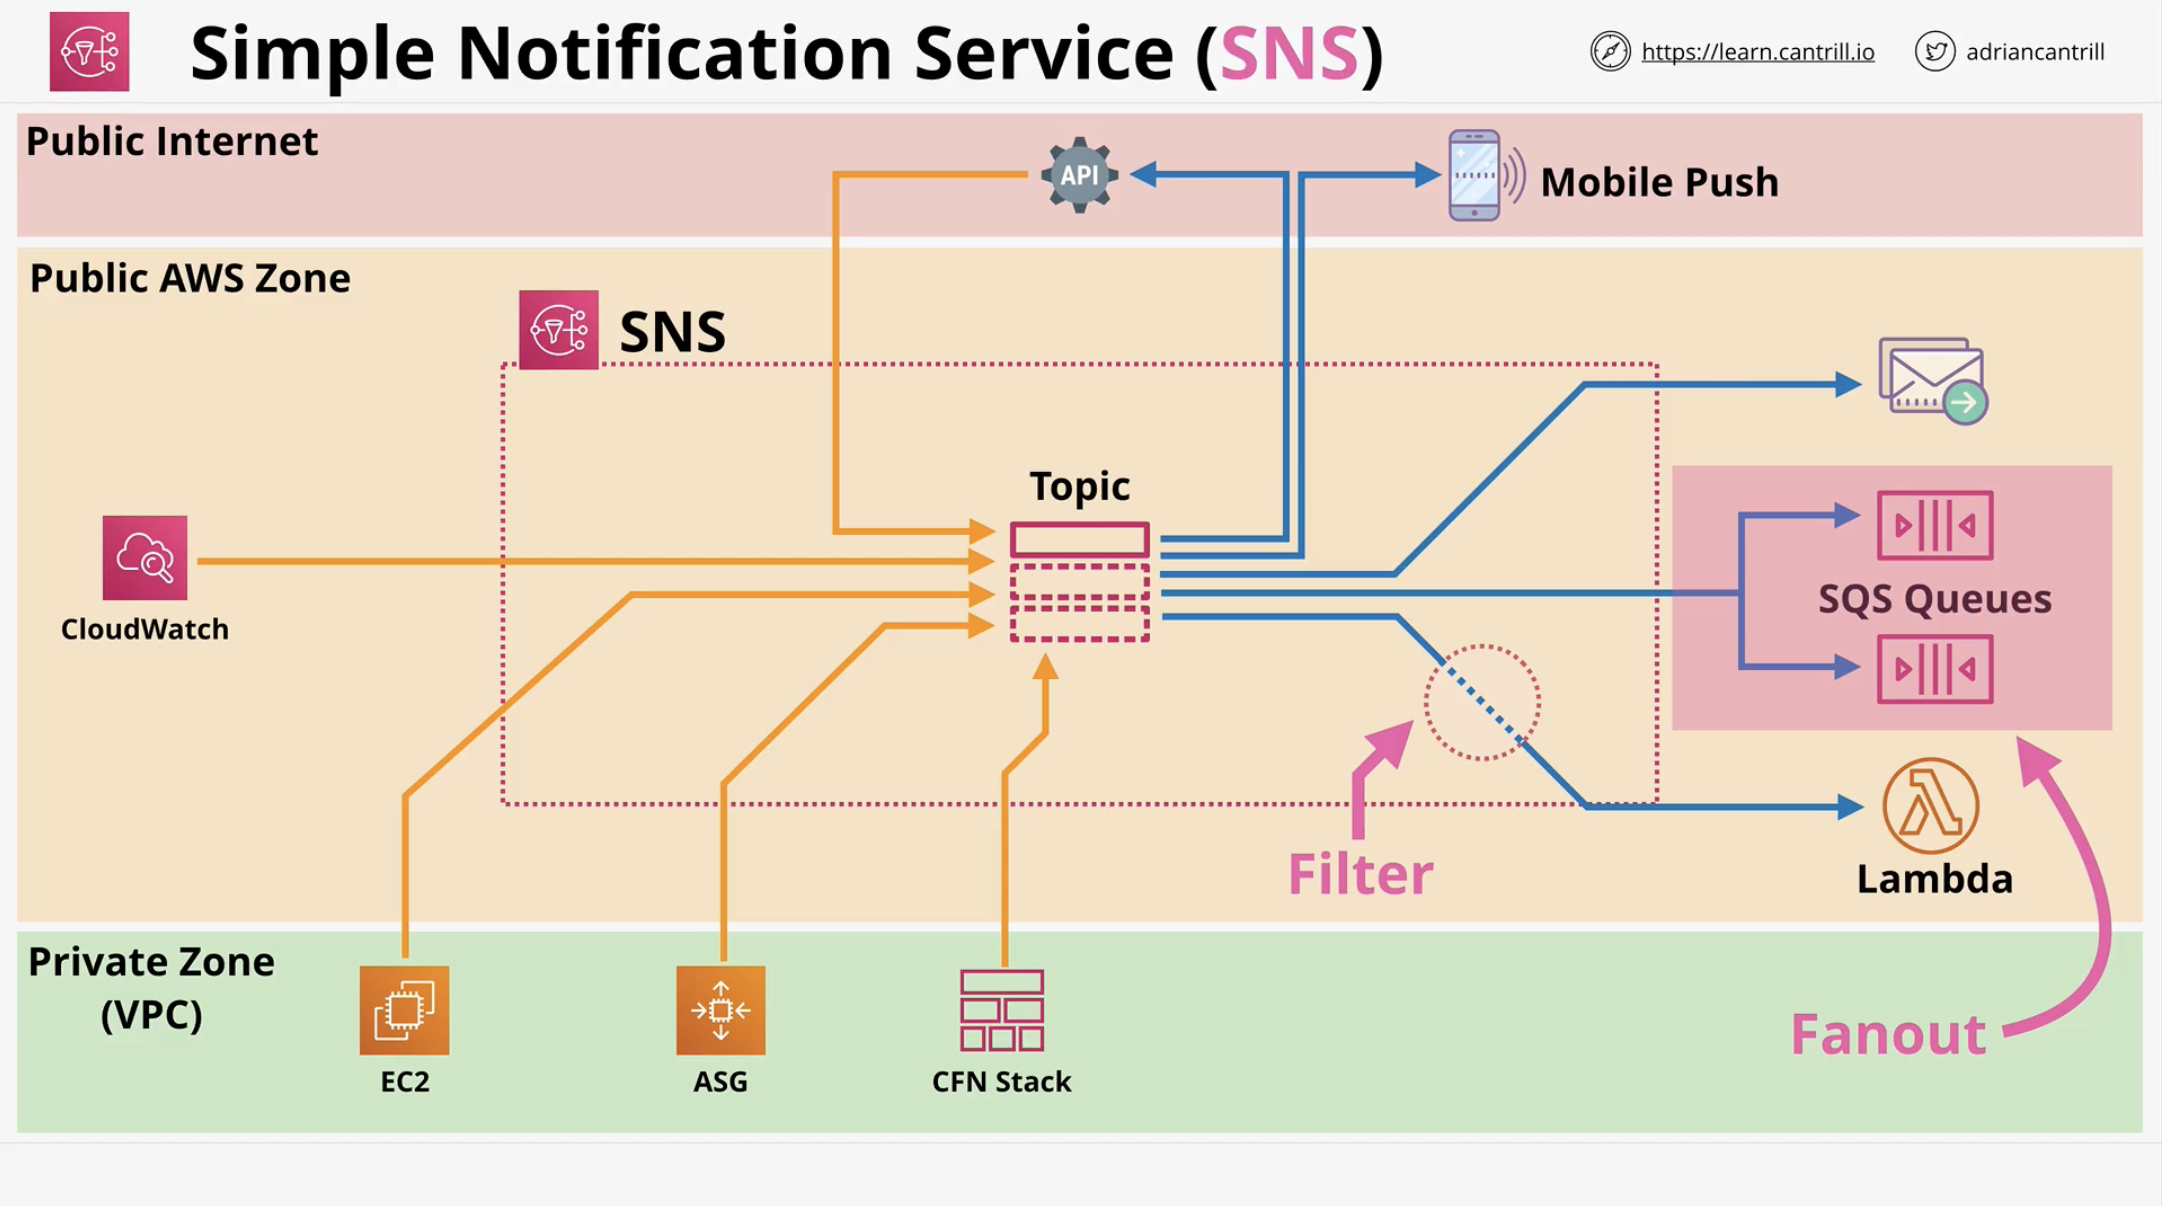 Simple Notification Service (SNS)
https://learn.cantrill.io
adriancantrill
Public Internet
API
Mobile Push
Public AWS Zone
SNS
Topic
CloudWatch
SQS Queues
Filter
Lambda
Private Zone
(VPC)
EC2
ASG
CFN Stack
Fanout